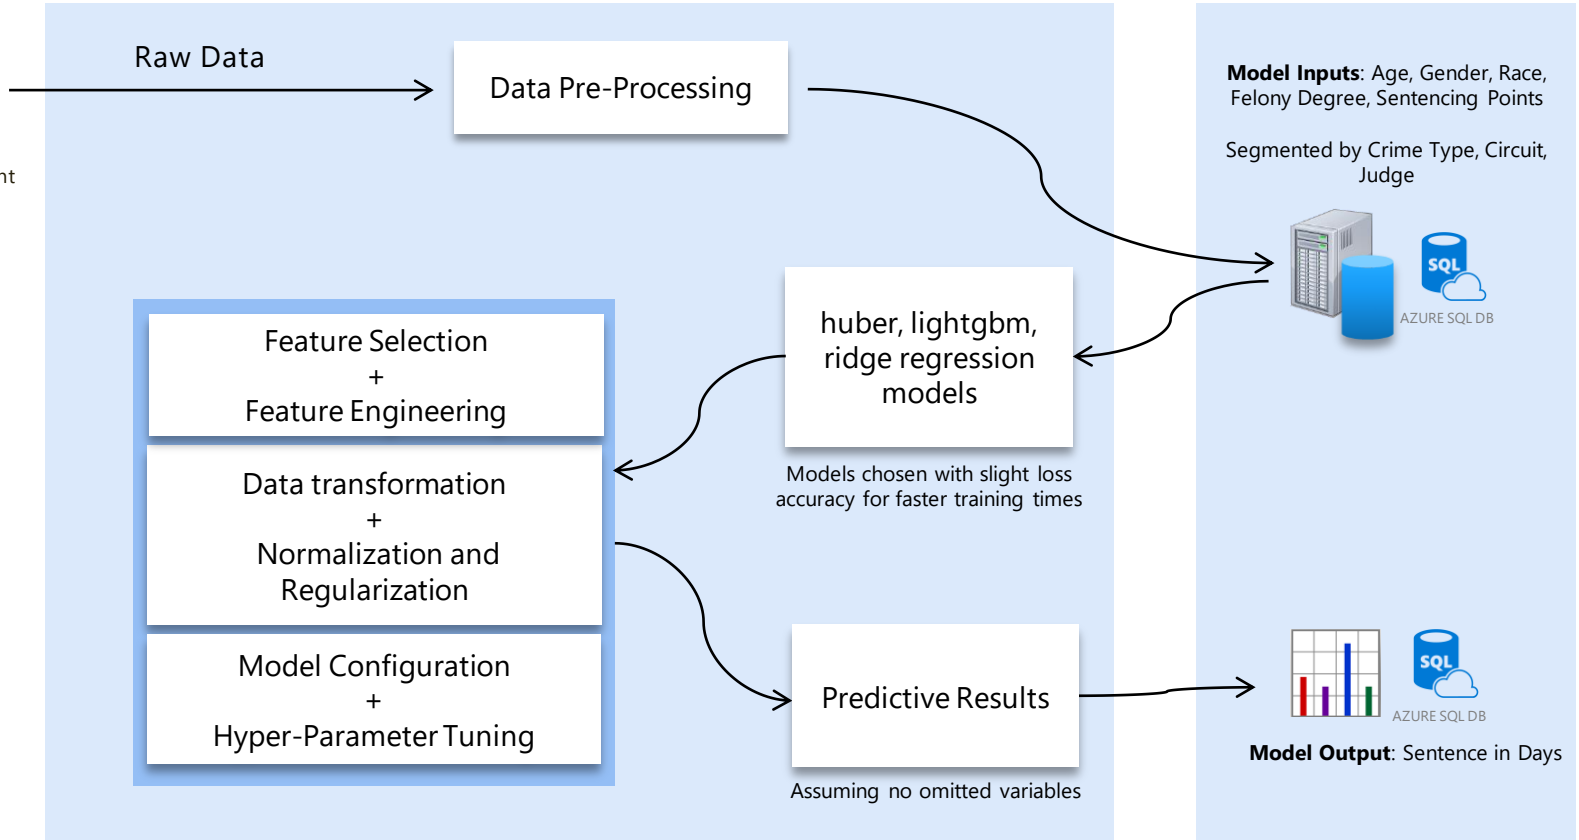 Raw Data
Data Pre-Processing
Model Inputs: Age, Gender, Race,
Felony Degree, Sentencing Points
Segmented by Crime Type, Circuit,
Judge
SQL
AZURE SQL DB
huber, lightgbm,
ridge regression
models
Models chosen with slight loss
accuracy for faster training times
Feature Selection
+
Feature Engineering
Data transformation
+
Normalization and
Regularization
Model Configuration
+
Hyper-Parameter Tuning
Predictive Results
Assuming no omitted variables
SQL
AZURE SQL DB
Model Output: Sentence in Days